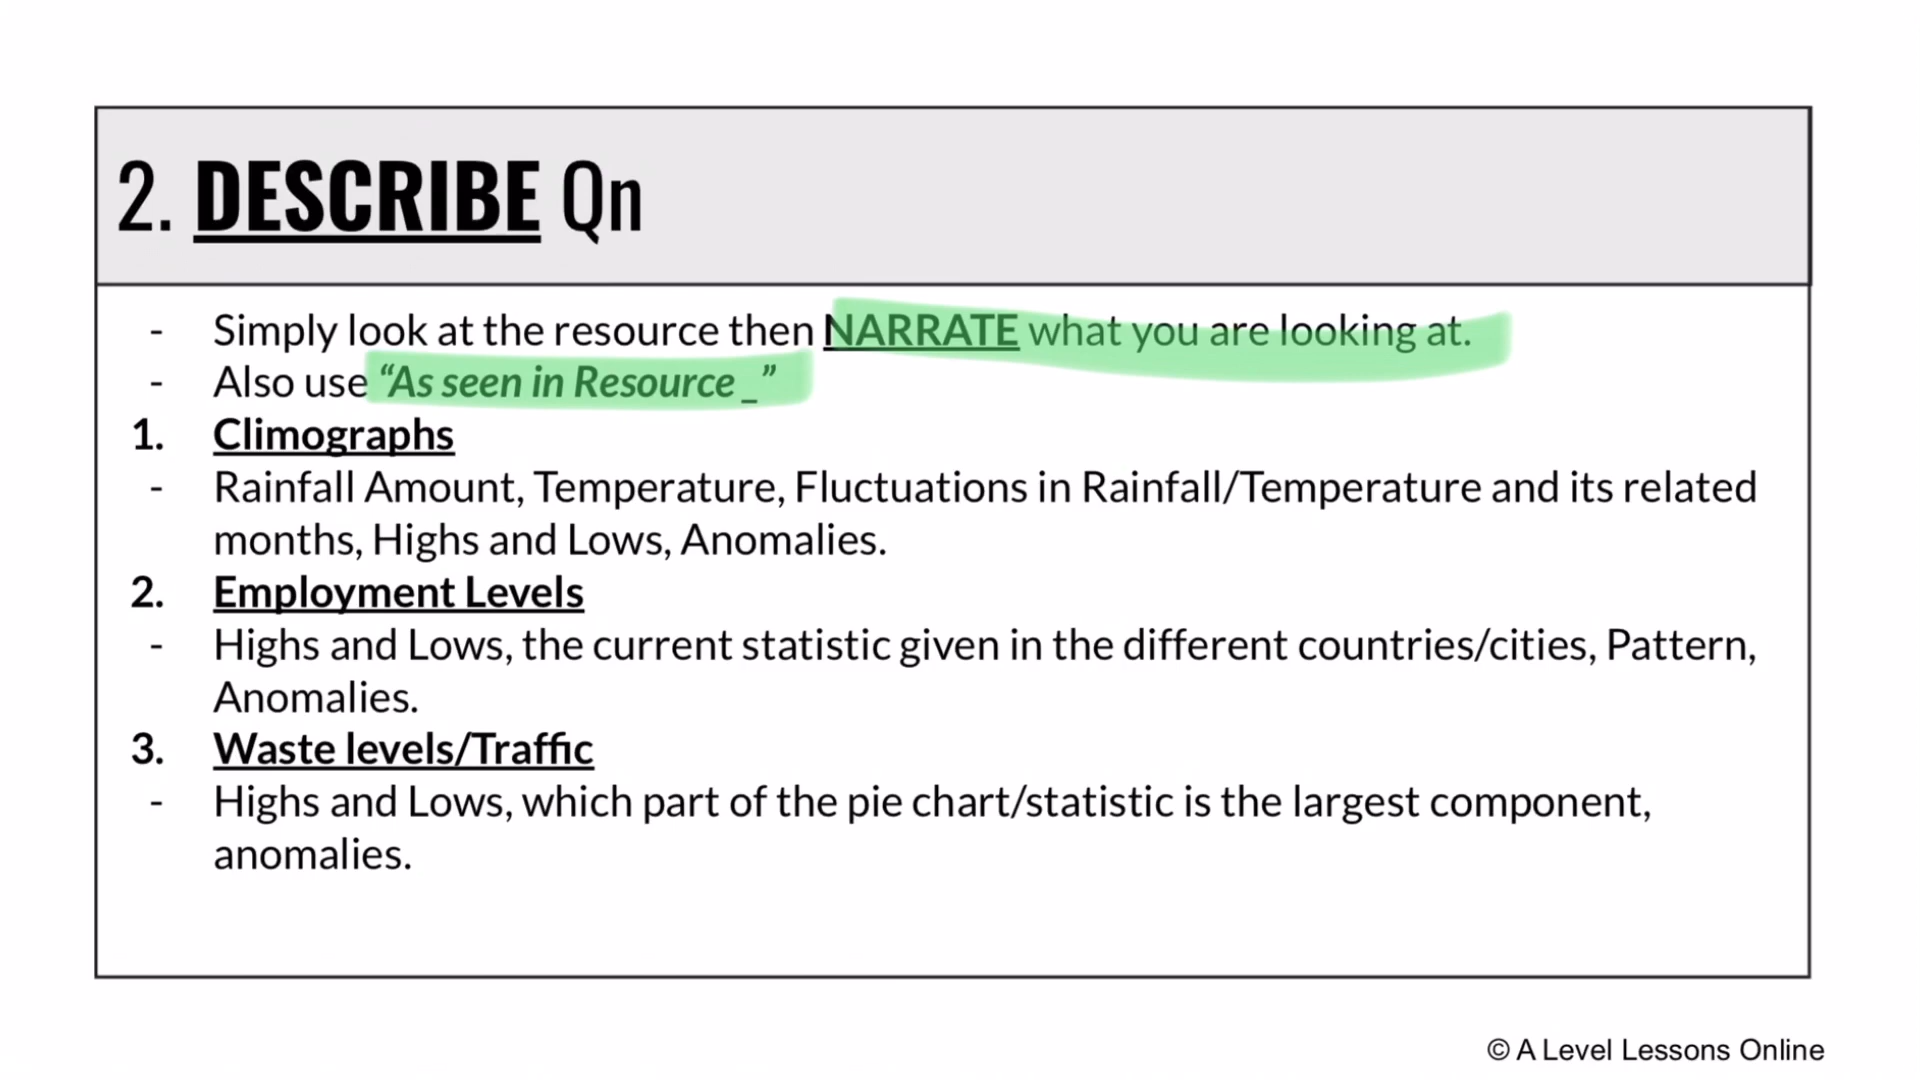 2. DESCRIBE Qn
- Simply look at the resource then NARRATE what you are looking at.
- Also use “As seen in Resource _”
1. Climographs
- Rainfall Amount, Temperature, Fluctuations in Rainfall/Temperature and its related
months, Highs and Lows, Anomalies.
2. Employment Levels
- Highs and Lows, the current statistic given in the different countries/cities, Pattern,
Anomalies.
3. Waste levels/Traffic
- Highs and Lows, which part of the pie chart/statistic is the largest component,
anomalies.
© A Level Lessons Online